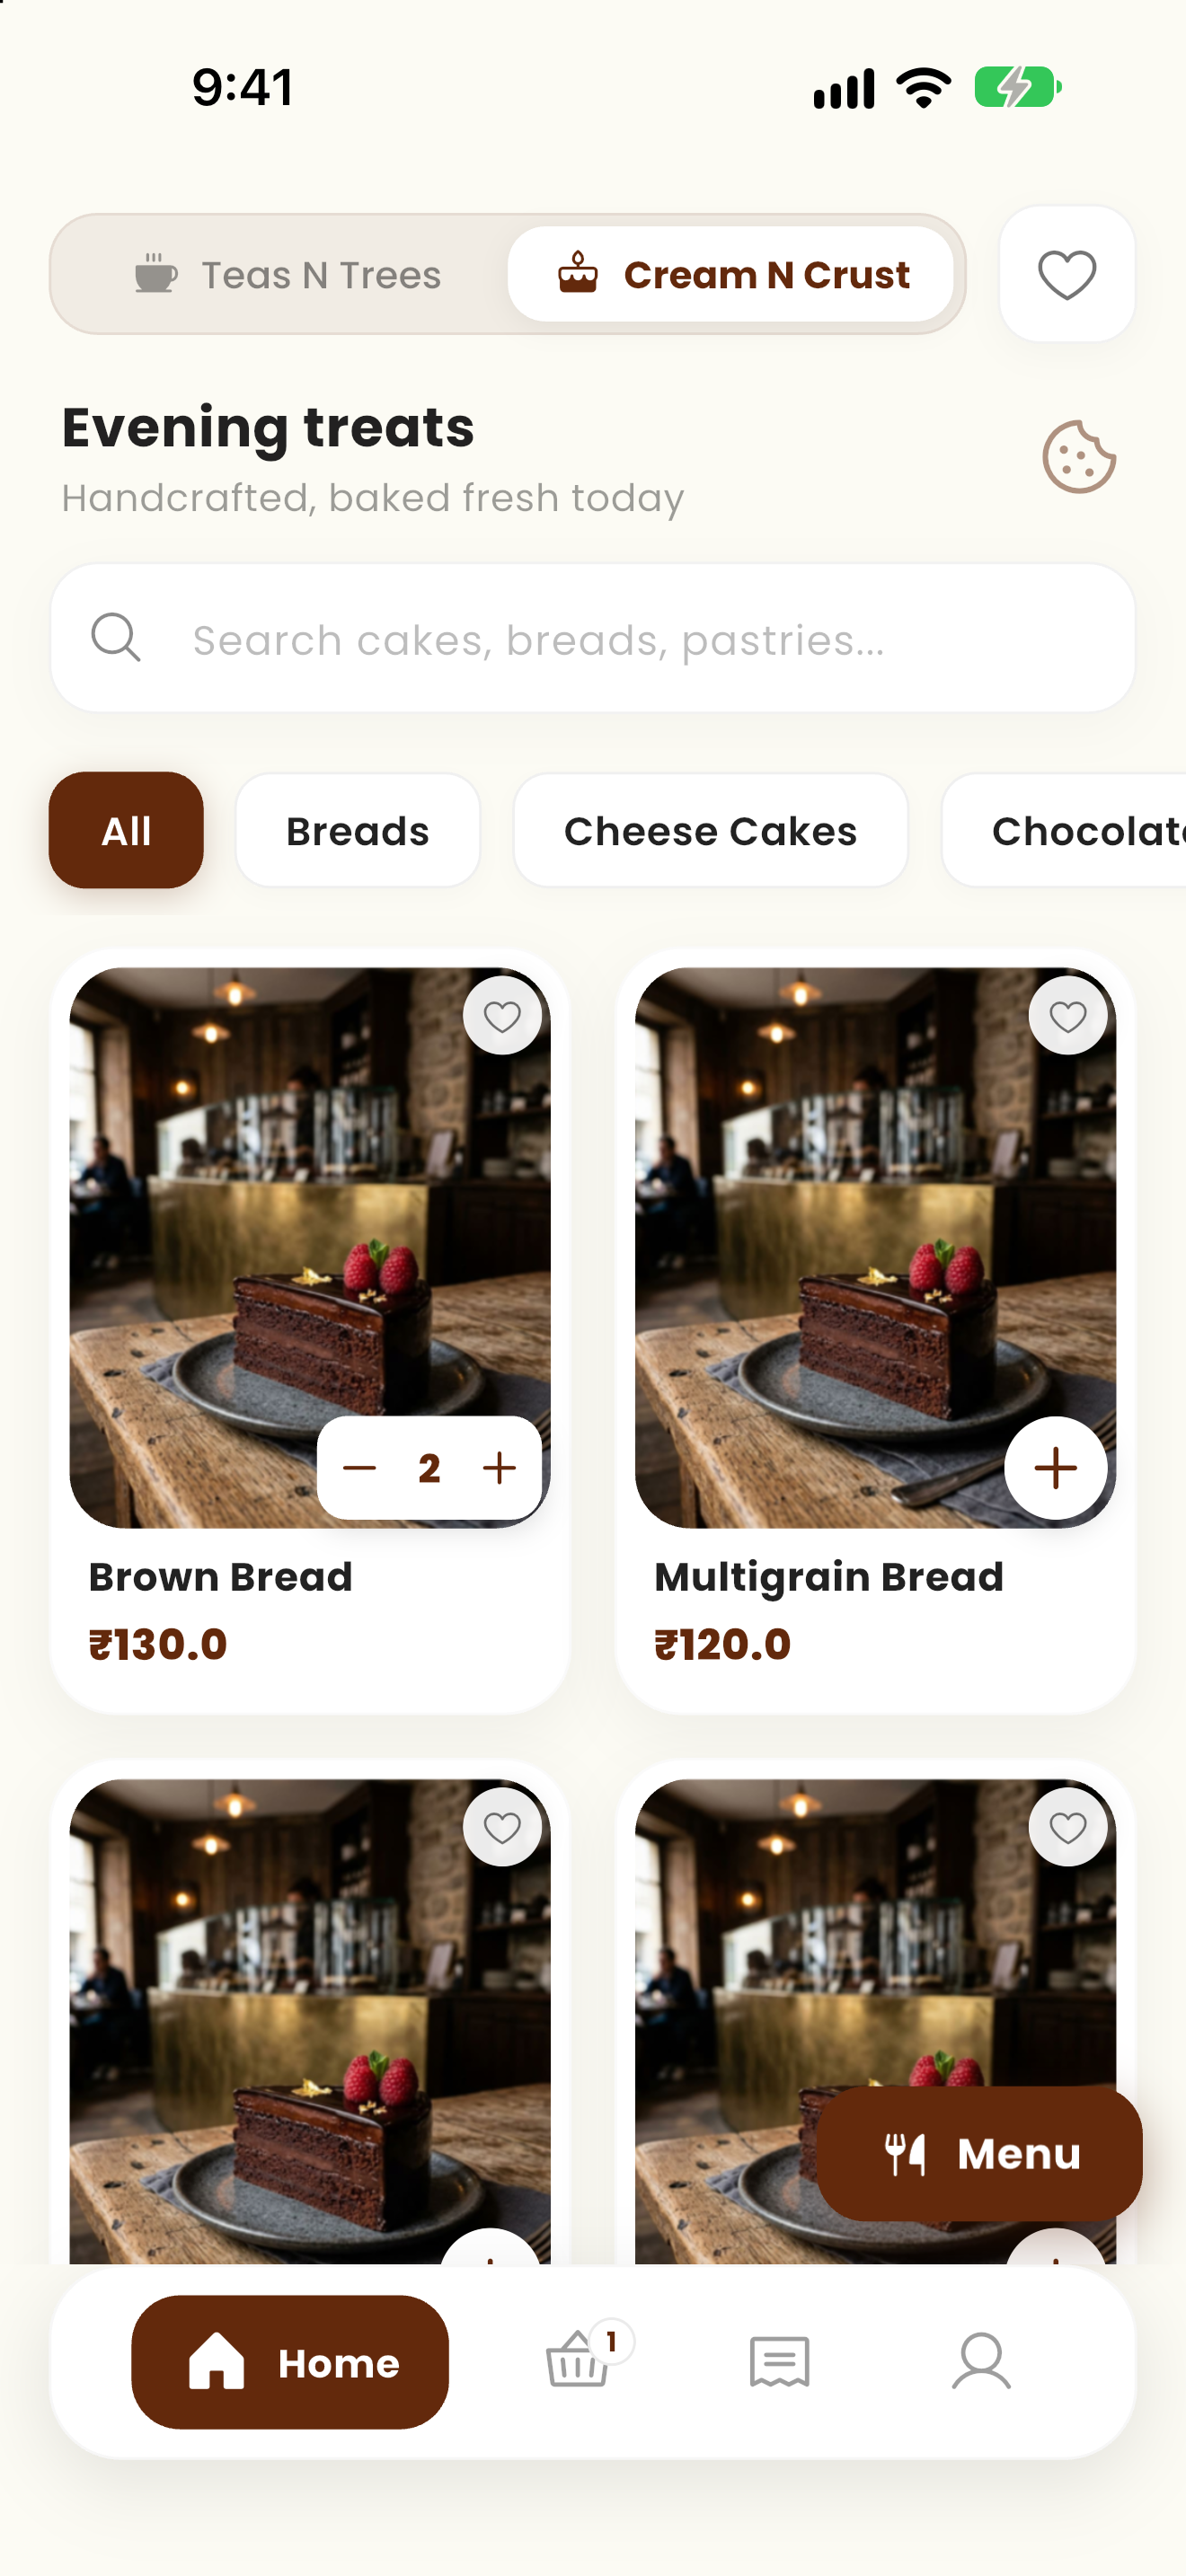 9:41
Teas N Trees
Cream N Crust
Evening treats
Handcrafted, baked fresh today
Search cakes, breads, pastries...
All
Breads
Cheese Cakes
Chocolate
2
Brown Bread
₹130.0
Multigrain Bread
₹120.0
Menu
Home
1